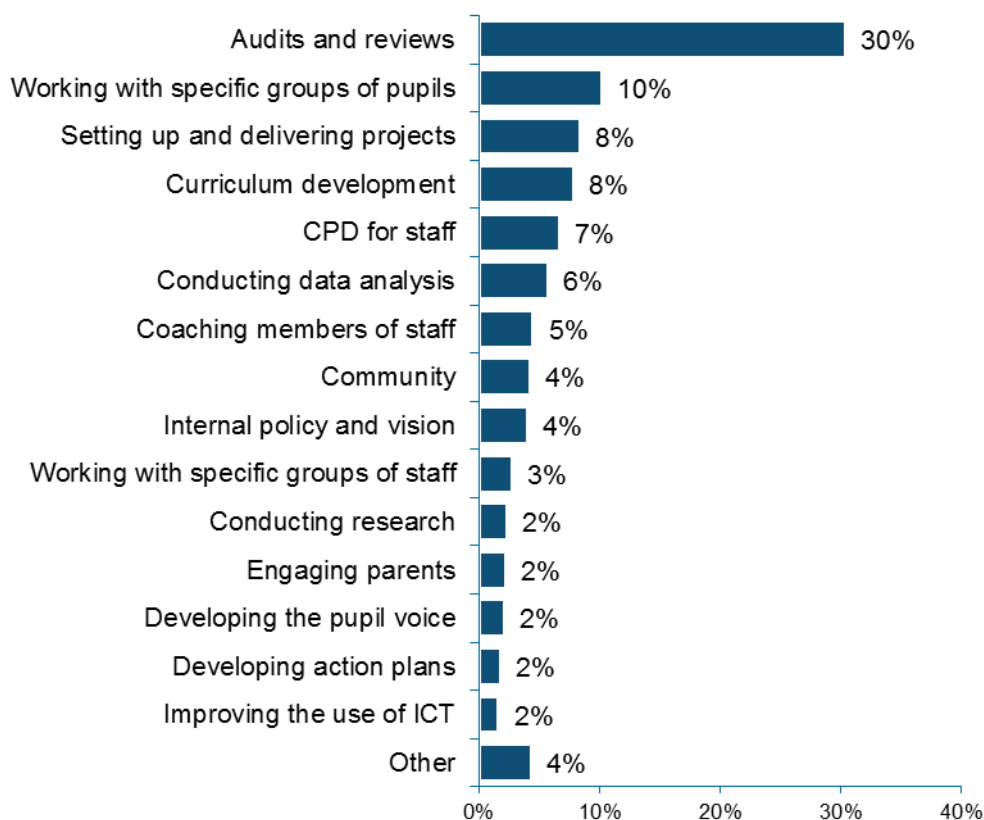 Audits and reviews 30%
Working with specific groups of pupils 10%
Setting up and delivering projects 8%
Curriculum development 8%
CPD for staff 7%
Conducting data analysis 6%
Coaching members of staff 5%
Community 4%
Internal policy and vision 4%
Working with specific groups of staff 3%
Conducting research 2%
Engaging parents 2%
Developing the pupil voice 2%
Developing action plans 2%
Improving the use of ICT 2%
Other 4%
0% 10% 20% 30% 40%